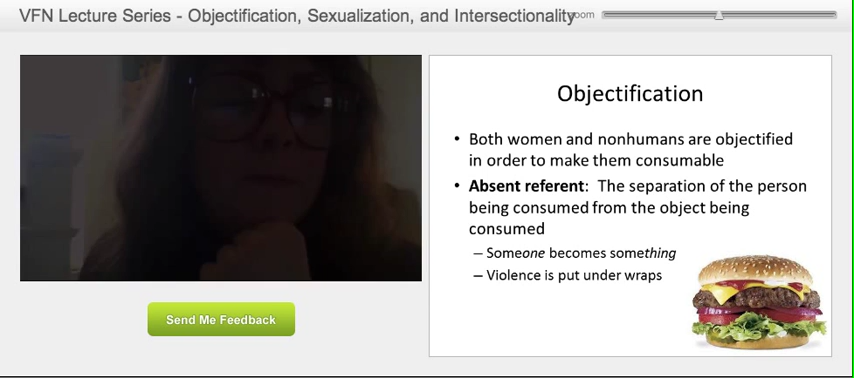 VFN Lecture Series - Objectification, Sexualization, and Intersectionality
oom
Objectification
• Both women and nonhumans are objectified
in order to make them consumable
• Absent referent: The separation of the person
being consumed from the object being
consumed
– Someone becomes something
– Violence is put under wraps
Send Me Feedback